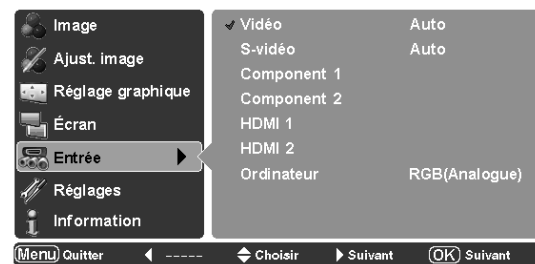 Image
Ajust. image
Réglage graphique
Écran
Entrée
Réglages
Information
Vidéo Auto
S-vidéo Auto
Component 1
Component 2
HDMI 1
HDMI 2
Ordinateur RGB(Analogue)
Menu Quitter ----- Choisir Suivant OK Suivant